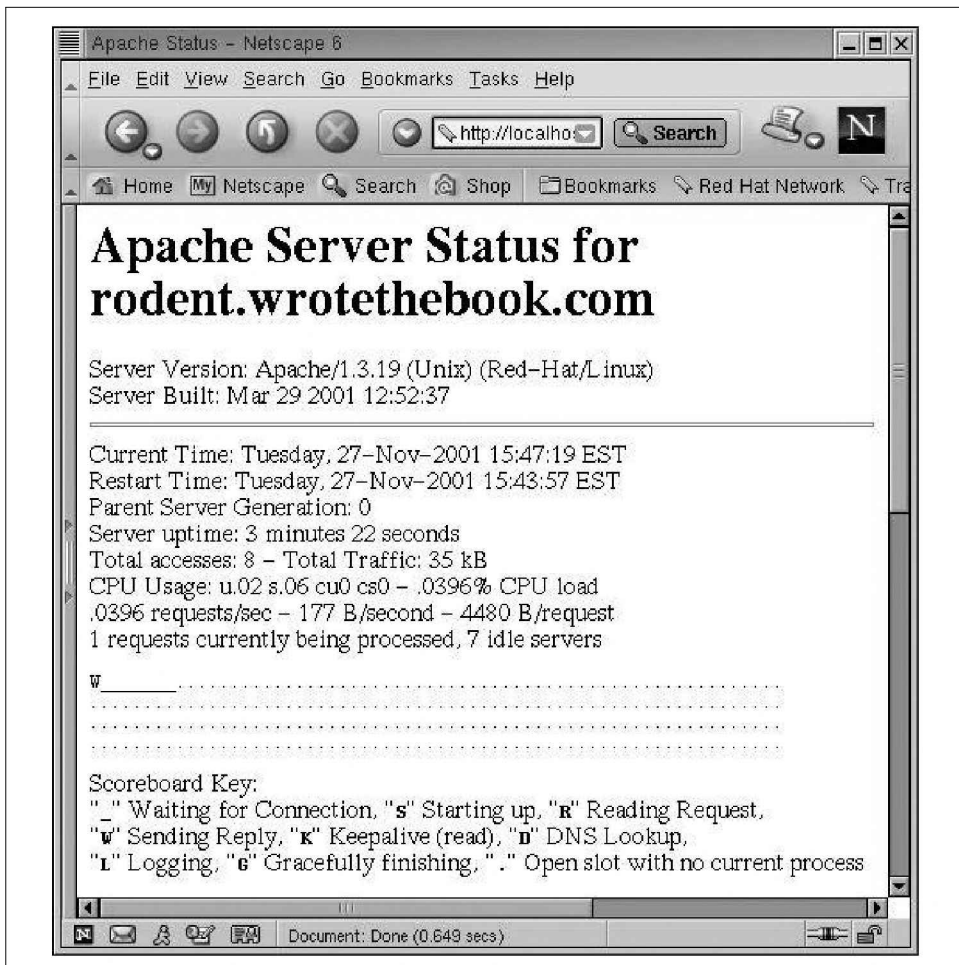 Apache Status – Netscape 6
File Edit View Search Go Bookmarks Tasks Help
http://localhos Search N
Home My Netscape Search Shop Bookmarks Red Hat Network Tra
Apache Server Status for
rodent.wrotethebook.com
Server Version: Apache/1.3.19 (Unix) (Red–Hat/Linux)
Server Built: Mar 29 2001 12:52:37
Current Time: Tuesday, 27–Nov–2001 15:47:19 EST
Restart Time: Tuesday, 27–Nov–2001 15:43:57 EST
Parent Server Generation: 0
Server uptime: 3 minutes 22 seconds
Total accesses: 8 – Total Traffic: 35 kB
CPU Usage: u.02 s.06 cu0 cs0 – .0396% CPU load
.0396 requests/sec – 177 B/second – 4480 B/request
1 requests currently being processed, 7 idle servers
W_______........................................................
................................................................
................................................................
................................................................
Scoreboard Key:
"_" Waiting for Connection, "S" Starting up, "R" Reading Request,
"W" Sending Reply, "K" Keepalive (read), "D" DNS Lookup,
"L" Logging, "G" Gracefully finishing, "." Open slot with no current process
N Document: Done (0.649 secs)